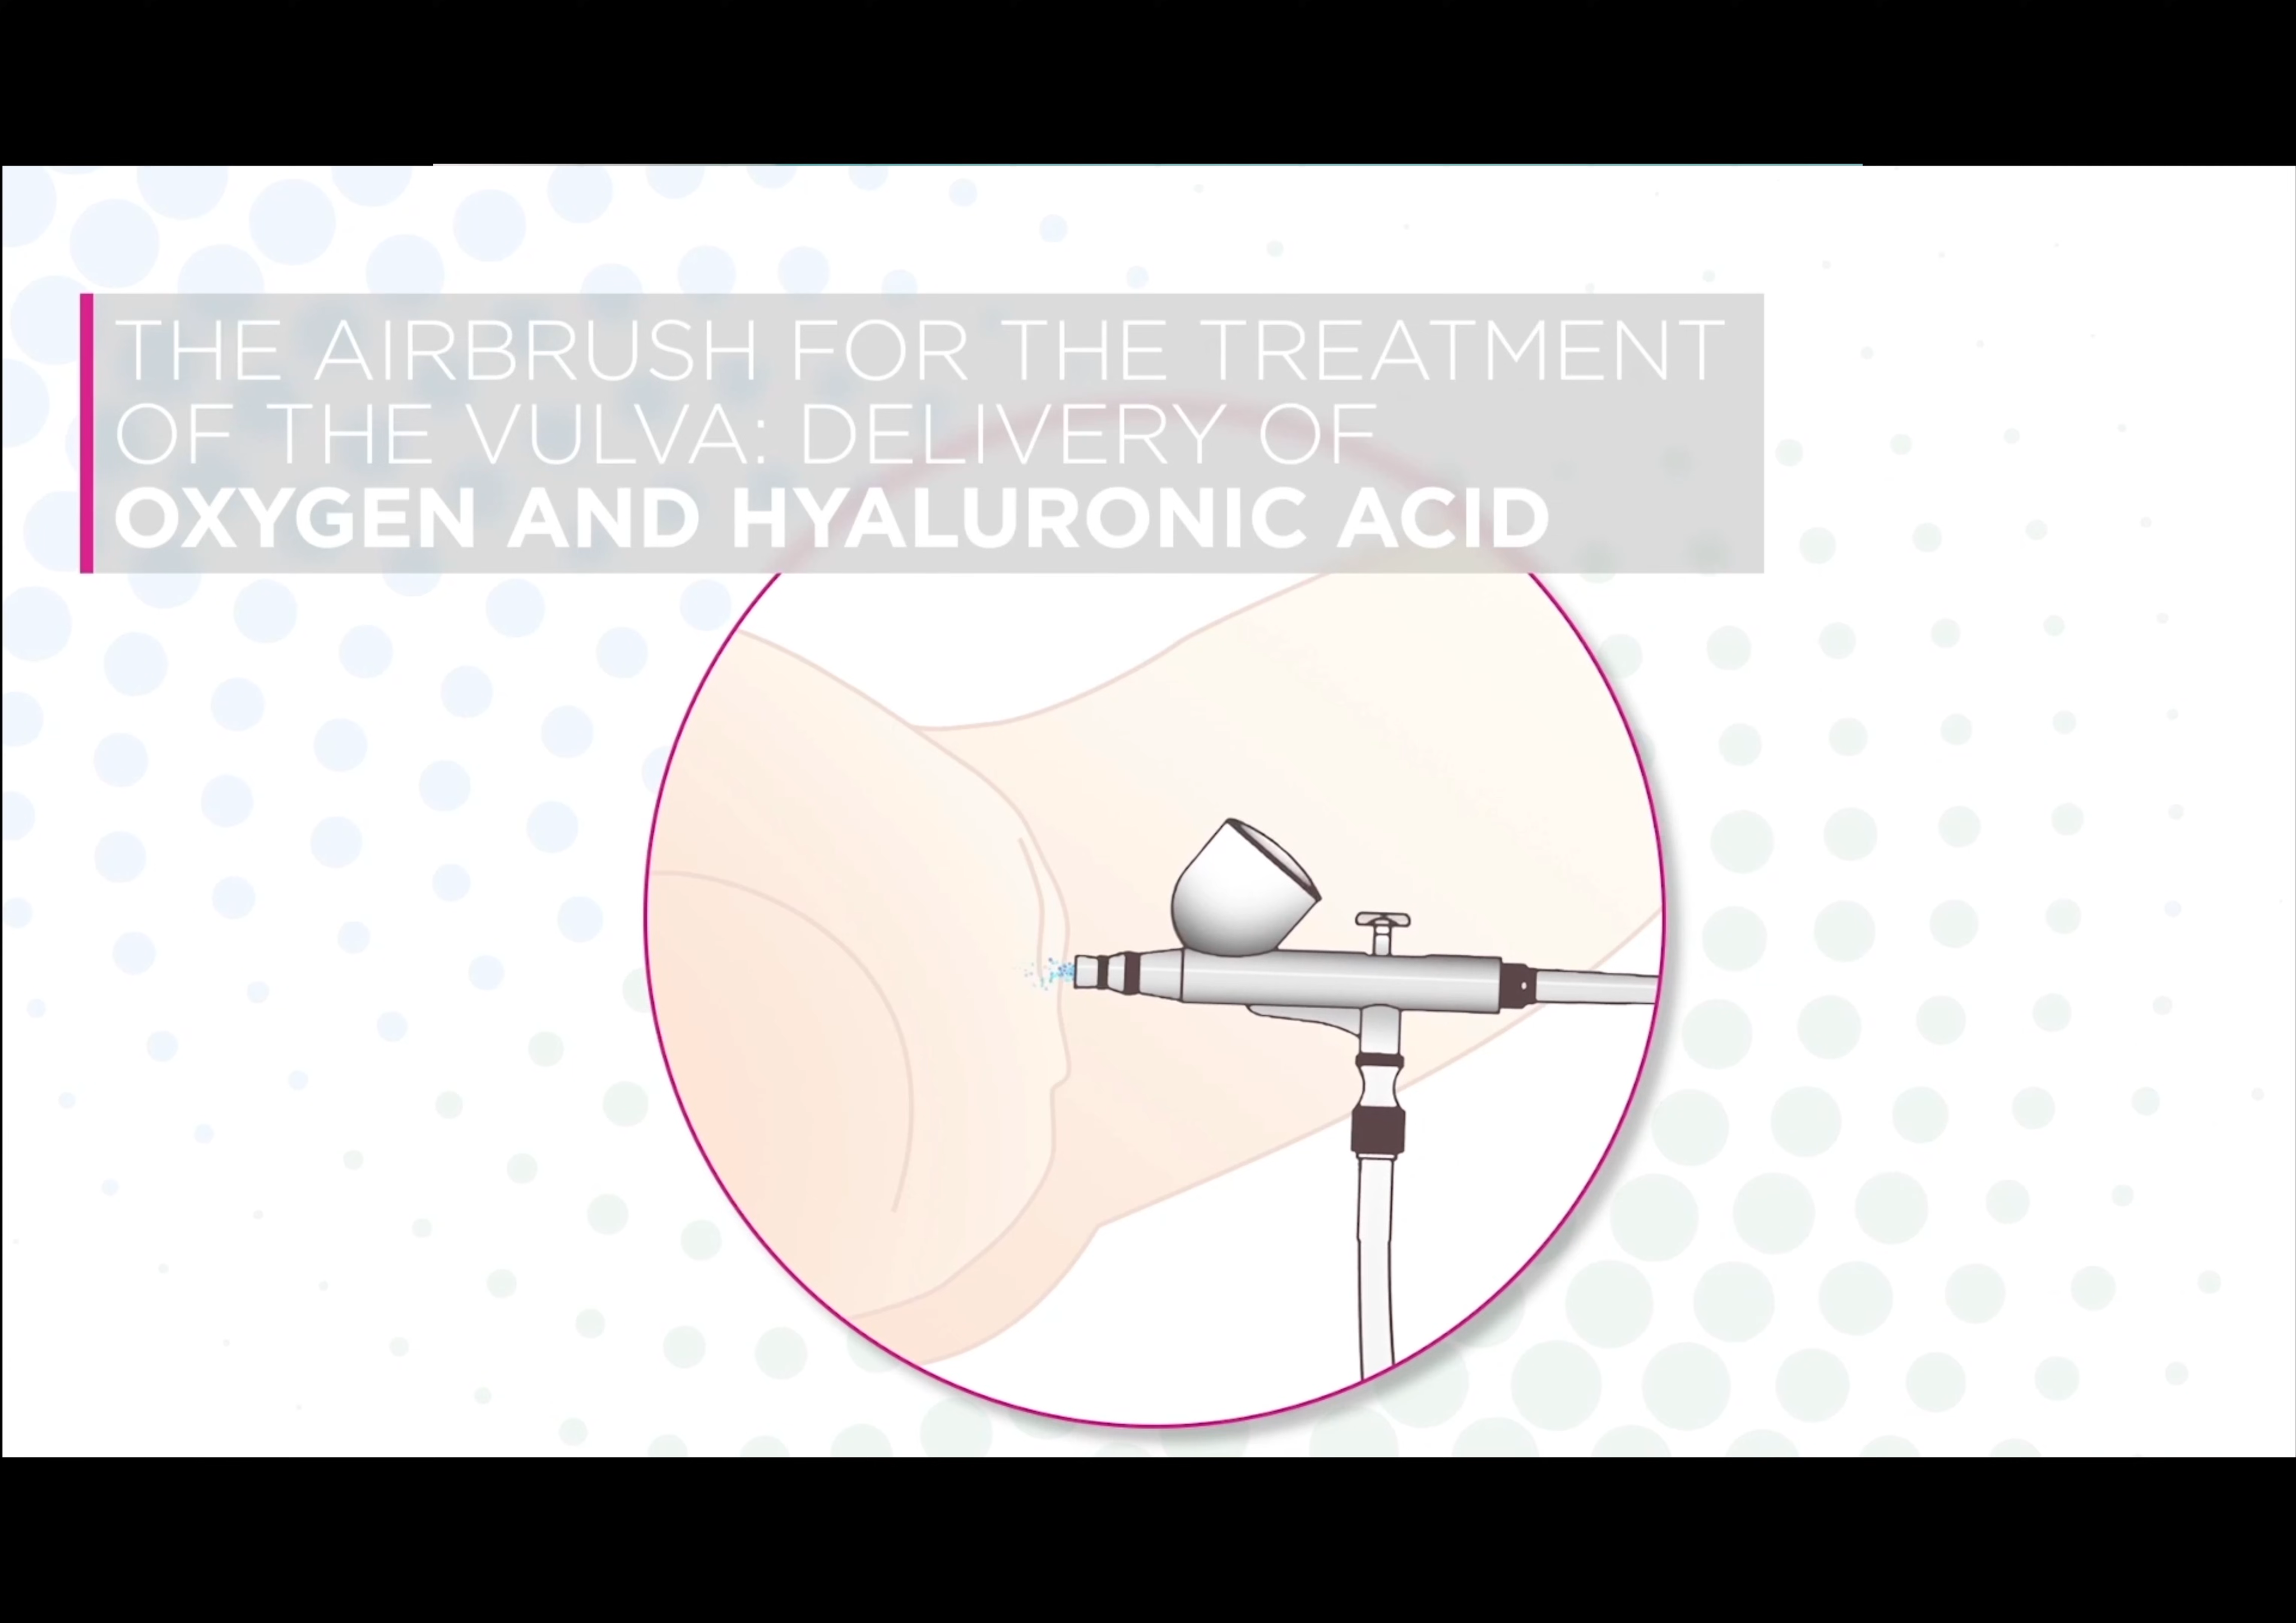 THE AIRBRUSH FOR THE TREATMENT
OF THE VULVA: DELIVERY OF
OXYGEN AND HYALURONIC ACID